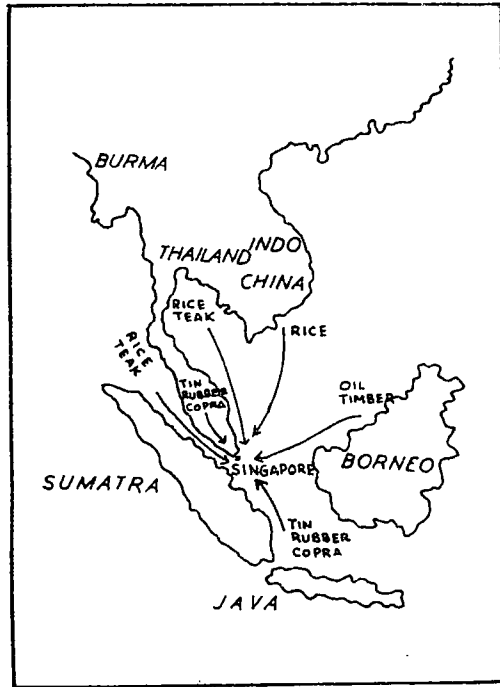 BURMA
THAILAND
INDO
CHINA
RICE
TEAK
RICE
RICE
TEAK
TIN
RUBBER
COPRA
OIL
TIMBER
SINGAPORE
BORNEO
SUMATRA
TIN
RUBBER
COPRA
JAVA